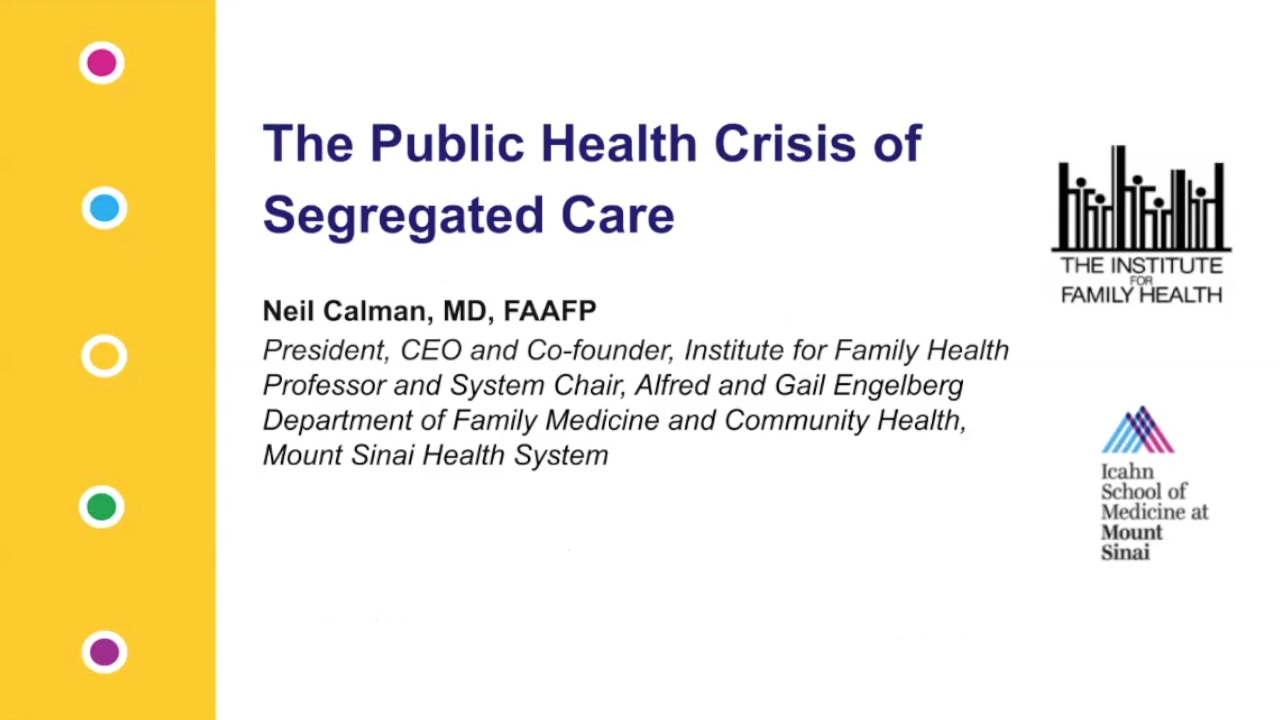 The Public Health Crisis of
Segregated Care
Neil Calman, MD, FAAFP
President, CEO and Co-founder, Institute for Family Health
Professor and System Chair, Alfred and Gail Engelberg
Department of Family Medicine and Community Health,
Mount Sinai Health System
THE INSTITUTE
FOR
FAMILY HEALTH
Icahn
School of
Medicine at
Mount
Sinai